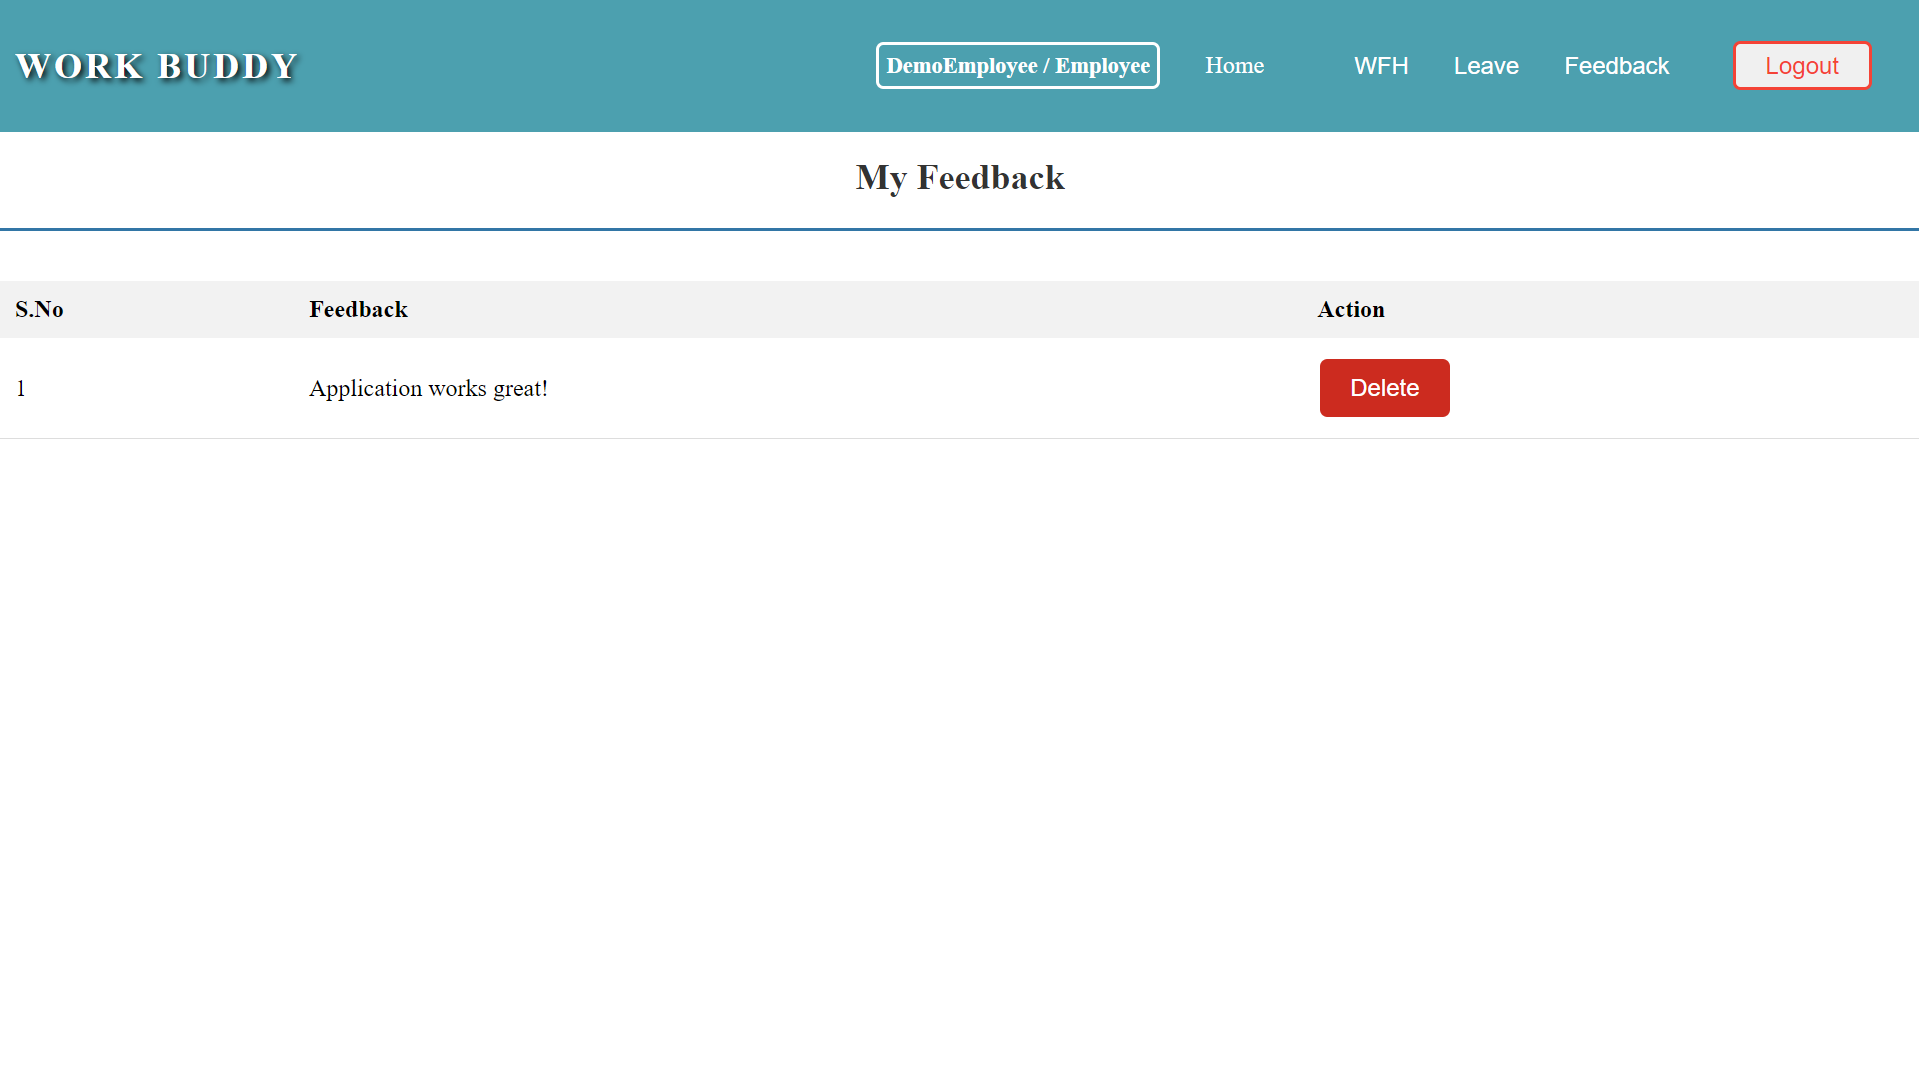 WORK BUDDY
DemoEmployee / Employee Home WFH Leave Feedback Logout
My Feedback
S.No Feedback Action
1 Application works great! Delete